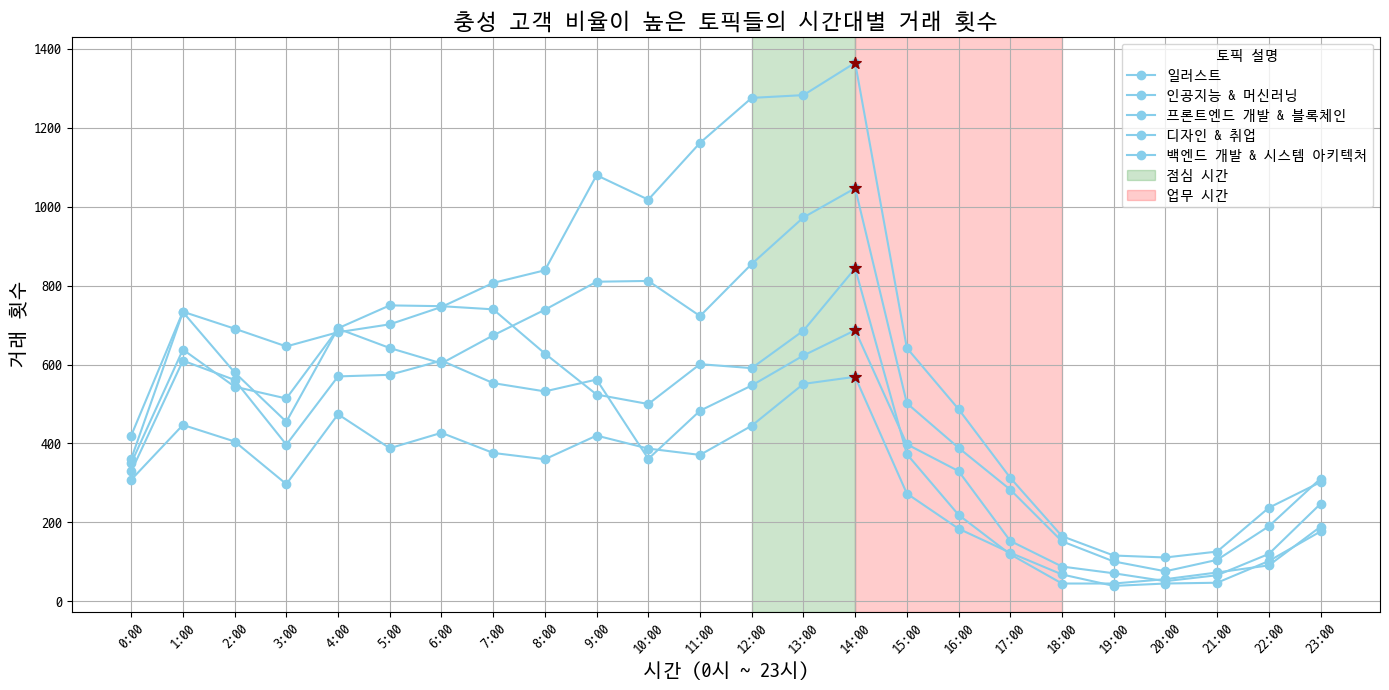 충성 고객 비율이 높은 토픽들의 시간대별 거래 횟수
거래 횟수
1400
1200
1000
800
600
400
200
0
토픽 설명
일러스트
인공지능 & 머신러닝
프론트엔드 개발 & 블록체인
디자인 & 취업
백엔드 개발 & 시스템 아키텍처
점심 시간
업무 시간
0:00
1:00
2:00
3:00
4:00
5:00
6:00
7:00
8:00
9:00
10:00
11:00
12:00
13:00
14:00
15:00
16:00
17:00
18:00
19:00
20:00
21:00
22:00
23:00
시간 (0시 ~ 23시)